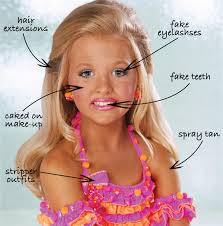 hair
extensions
fake
eyelashes
fake teeth
caked on
make-up
spray tan
stripper
outfits